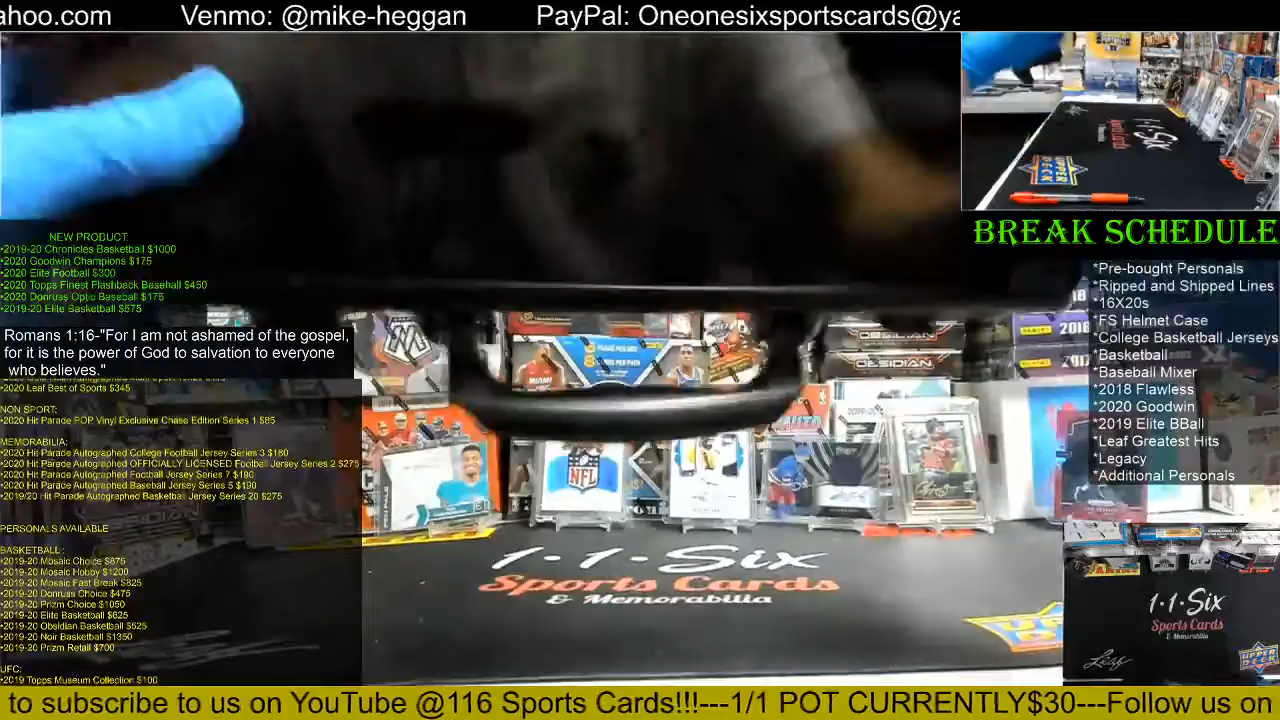 ahoo.com Venmo: @mike-heggan PayPal: Oneonesixsportscards@ya
NEW PRODUCT:
•2019-20 Chronicles Basketball $1000
•2020 Goodwin Champions $175
•2020 Elite Football $300
•2020 Topps Finest Flashback Baseball $450
•2020 Donruss Optic Baseball $175
•2019-20 Elite Basketball $575
Romans 1:16-"For I am not ashamed of the gospel,
for it is the power of God to salvation to everyone
who believes."
•2020 Leaf Best of Sports $345
NON SPORT:
•2020 Hit Parade POP Vinyl Exclusive Chase Edition Series 1 $85
MEMORABILIA:
•2020 Hit Parade Autographed College Football Jersey Series 3 $180
•2020 Hit Parade Autographed OFFICIALLY LICENSED Football Jersey Series 2 $275
•2020 Hit Parade Autographed Football Jersey Series 7 $190
•2020 Hit Parade Autographed Baseball Jersey Series 5 $190
•2019/20 Hit Parade Autographed Basketball Jersey Series 20 $275
PERSONALS AVAILABLE
BASKETBALL:
•2019-20 Mosaic Choice $875
•2019-20 Mosaic Hobby $1200
•2019-20 Mosaic Fast Break $825
•2019-20 Donruss Choice $475
•2019-20 Prizm Choice $1050
•2019-20 Elite Basketball $625
•2019-20 Obsidian Basketball $525
•2019-20 Noir Basketball $1350
•2019-20 Prizm Retail $700
UFC:
•2019 Topps Museum Collection $100
MIAMI
OBSIDIAN
NFL
1·1·Six
Sports Cards
& Memorabilia
1·1·Six
UPPER
DECK
BREAK SCHEDULE
*Pre-bought Personals
*Ripped and Shipped Lines
*16X20s
*FS Helmet Case
*College Basketball Jerseys
*Basketball
*Baseball Mixer
*2018 Flawless
*2020 Goodwin
*2019 Elite BBall
*Leaf Greatest Hits
*Legacy
*Additional Personals
1·1·Six
Sports Cards
& Memorabilia
Leaf
UPPER
DECK
to subscribe to us on YouTube @116 Sports Cards!!!---1/1 POT CURRENTLY$30---Follow us on